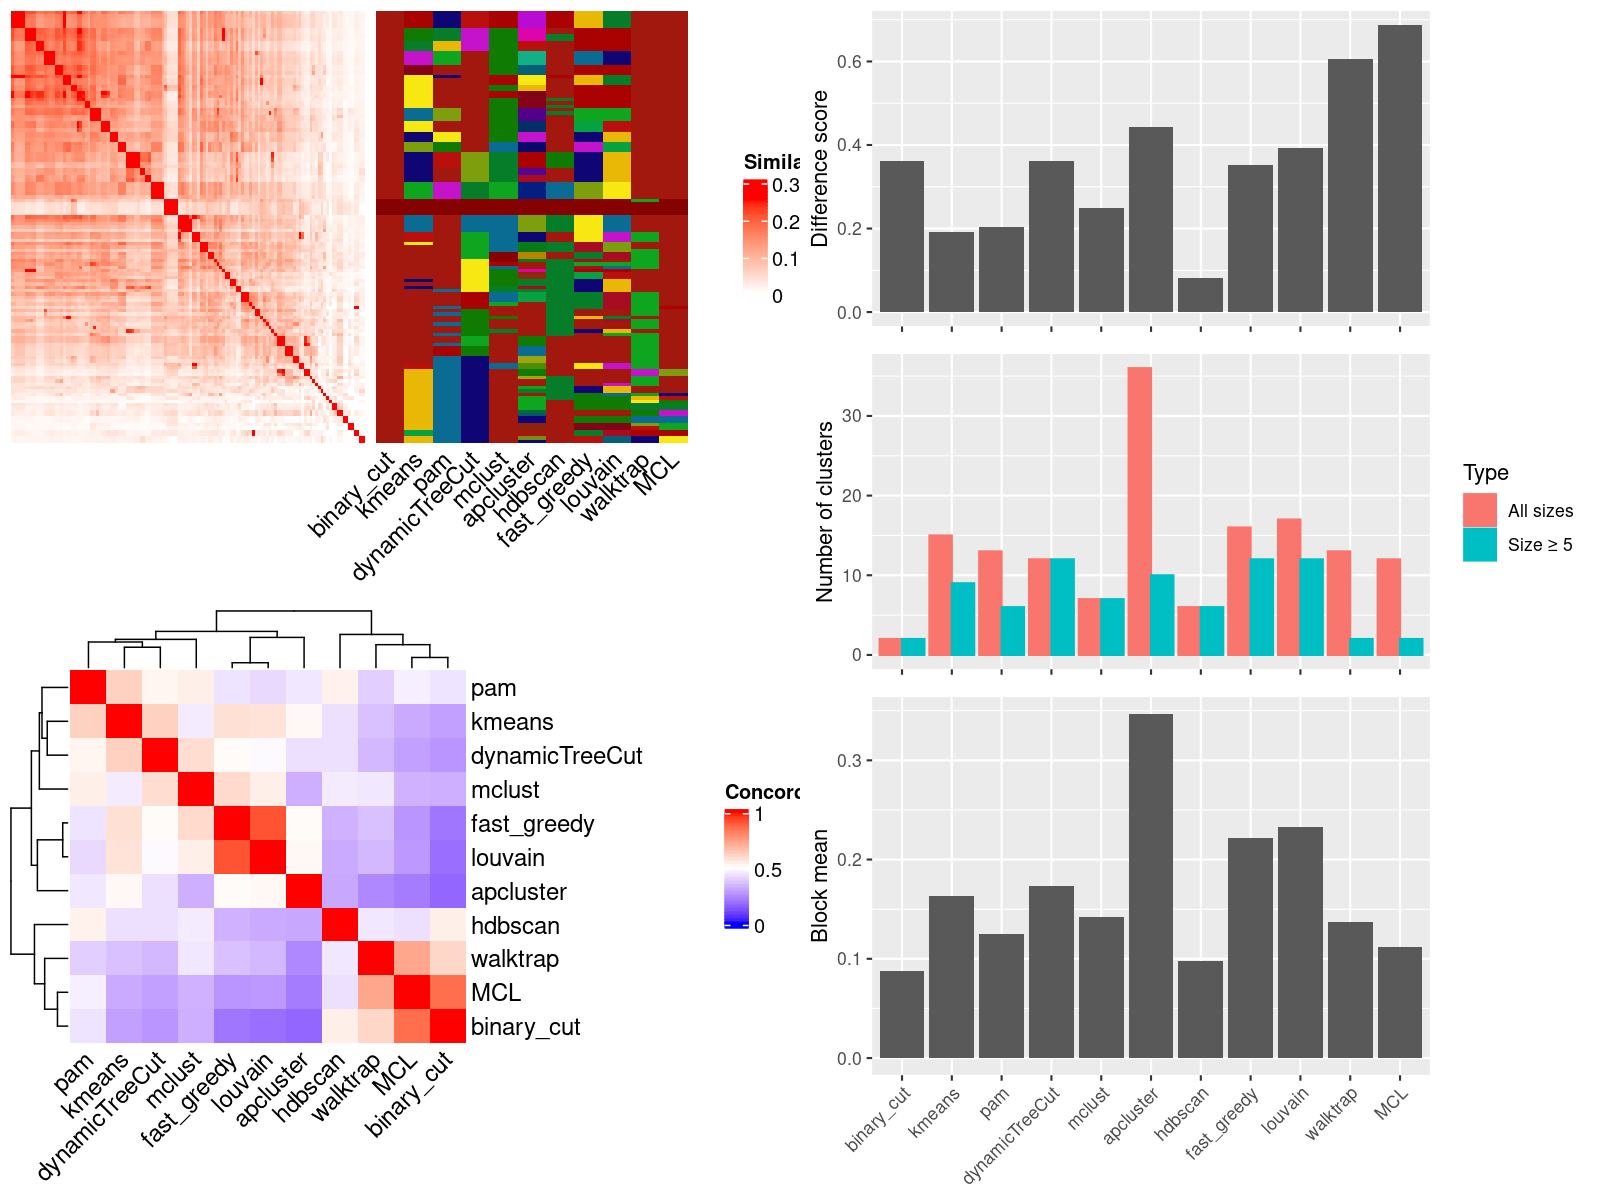 Simila
0.3
0.2
0.1
0
binary_cut
kmeans
pam
dynamicTreeCut
mclust
apcluster
hdbscan
fast_greedy
louvain
walktrap
MCL
pam
kmeans
dynamicTreeCut
mclust
fast_greedy
louvain
apcluster
hdbscan
walktrap
MCL
binary_cut
pam
kmeans
dynamicTreeCut
mclust
fast_greedy
louvain
apcluster
hdbscan
walktrap
MCL
binary_cut
Concord
1
0.5
0
Difference score
0.6
0.4
0.2
0.0
Number of clusters
30
20
10
0
Type
All sizes
Size ≥ 5
Block mean
0.3
0.2
0.1
0.0
binary_cut
kmeans
pam
dynamicTreeCut
mclust
apcluster
hdbscan
fast_greedy
louvain
walktrap
MCL